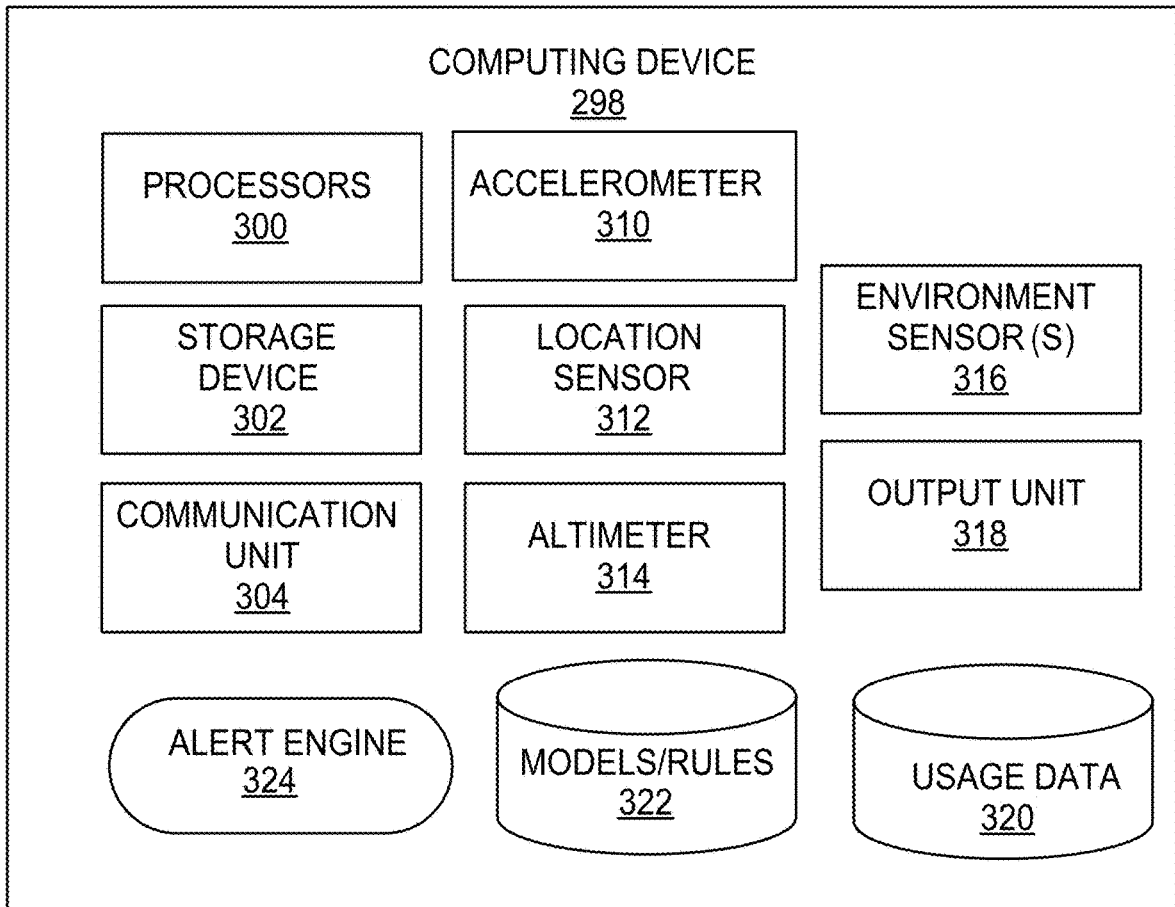 COMPUTING DEVICE
298
PROCESSORS
300
ACCELEROMETER
310
STORAGE
DEVICE
302
LOCATION
SENSOR
312
ENVIRONMENT
SENSOR(S)
316
COMMUNICATION
UNIT
304
ALTIMETER
314
OUTPUT UNIT
318
ALERT ENGINE
324
MODELS/RULES
322
USAGE DATA
320